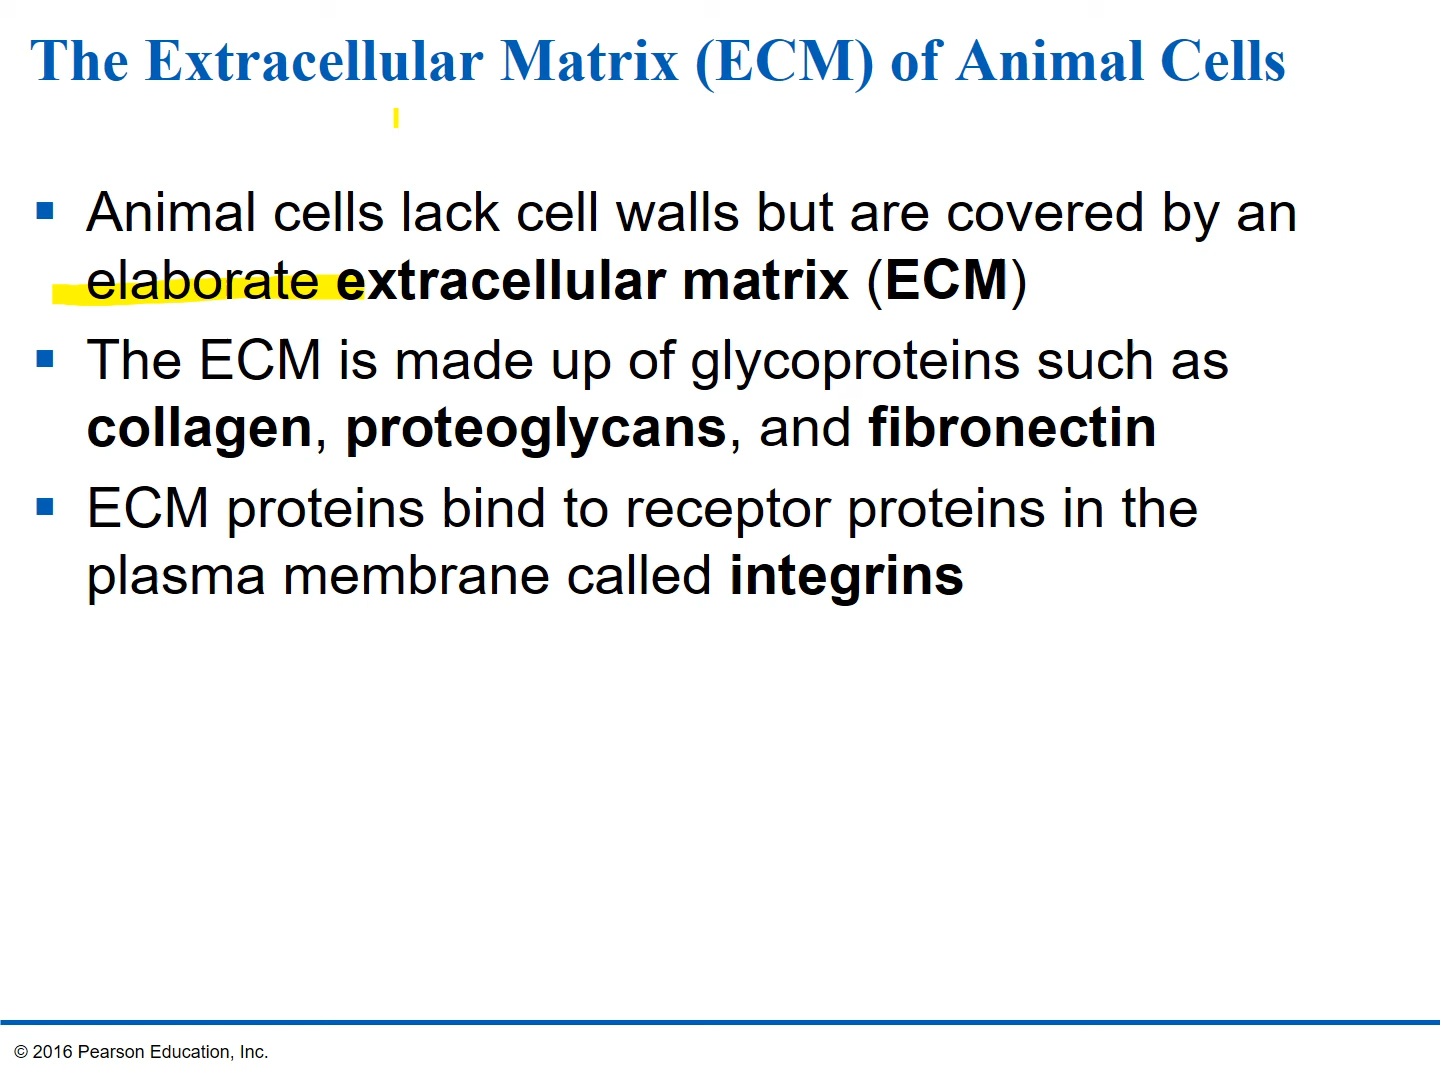 The Extracellular Matrix (ECM) of Animal Cells
▪ Animal cells lack cell walls but are covered by an
elaborate extracellular matrix (ECM)
▪ The ECM is made up of glycoproteins such as
collagen, proteoglycans, and fibronectin
▪ ECM proteins bind to receptor proteins in the
plasma membrane called integrins
© 2016 Pearson Education, Inc.